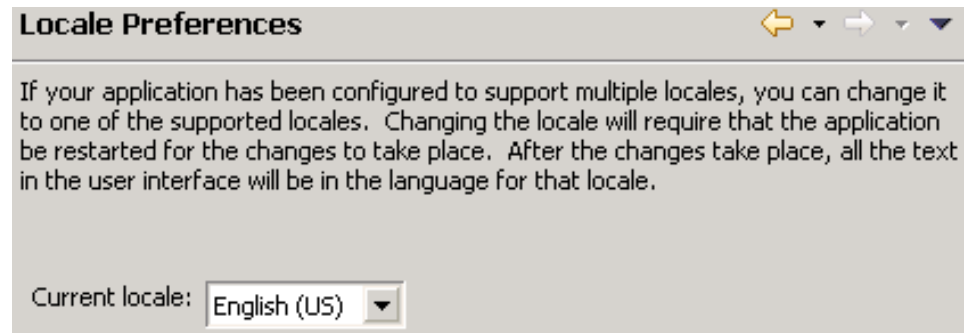 Locale Preferences
If your application has been configured to support multiple locales, you can change it
to one of the supported locales.  Changing the locale will require that the application
be restarted for the changes to take place.  After the changes take place, all the text
in the user interface will be in the language for that locale.
Current locale: English (US)